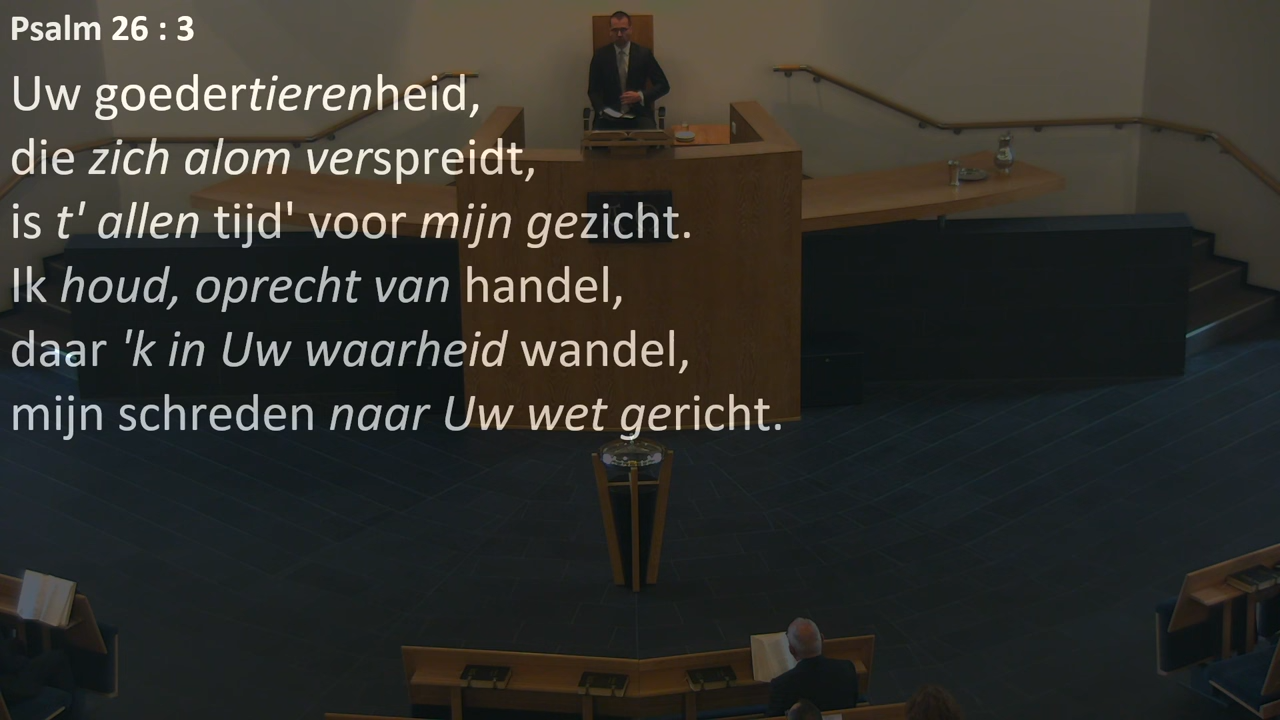 Psalm 26 : 3
Uw goedertierenheid,
die zich alom verspreidt,
is t' allen tijd' voor mijn gezicht.
Ik houd, oprecht van handel,
daar 'k in Uw waarheid wandel,
mijn schreden naar Uw wet gericht.